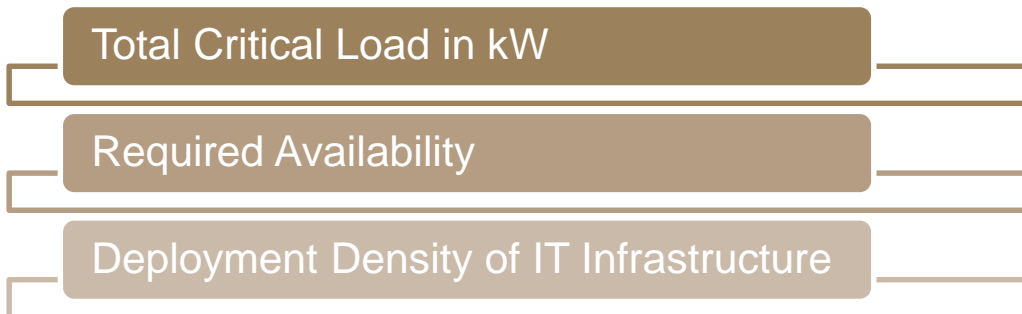 Total Critical Load in kW
Required Availability
Deployment Density of IT Infrastructure